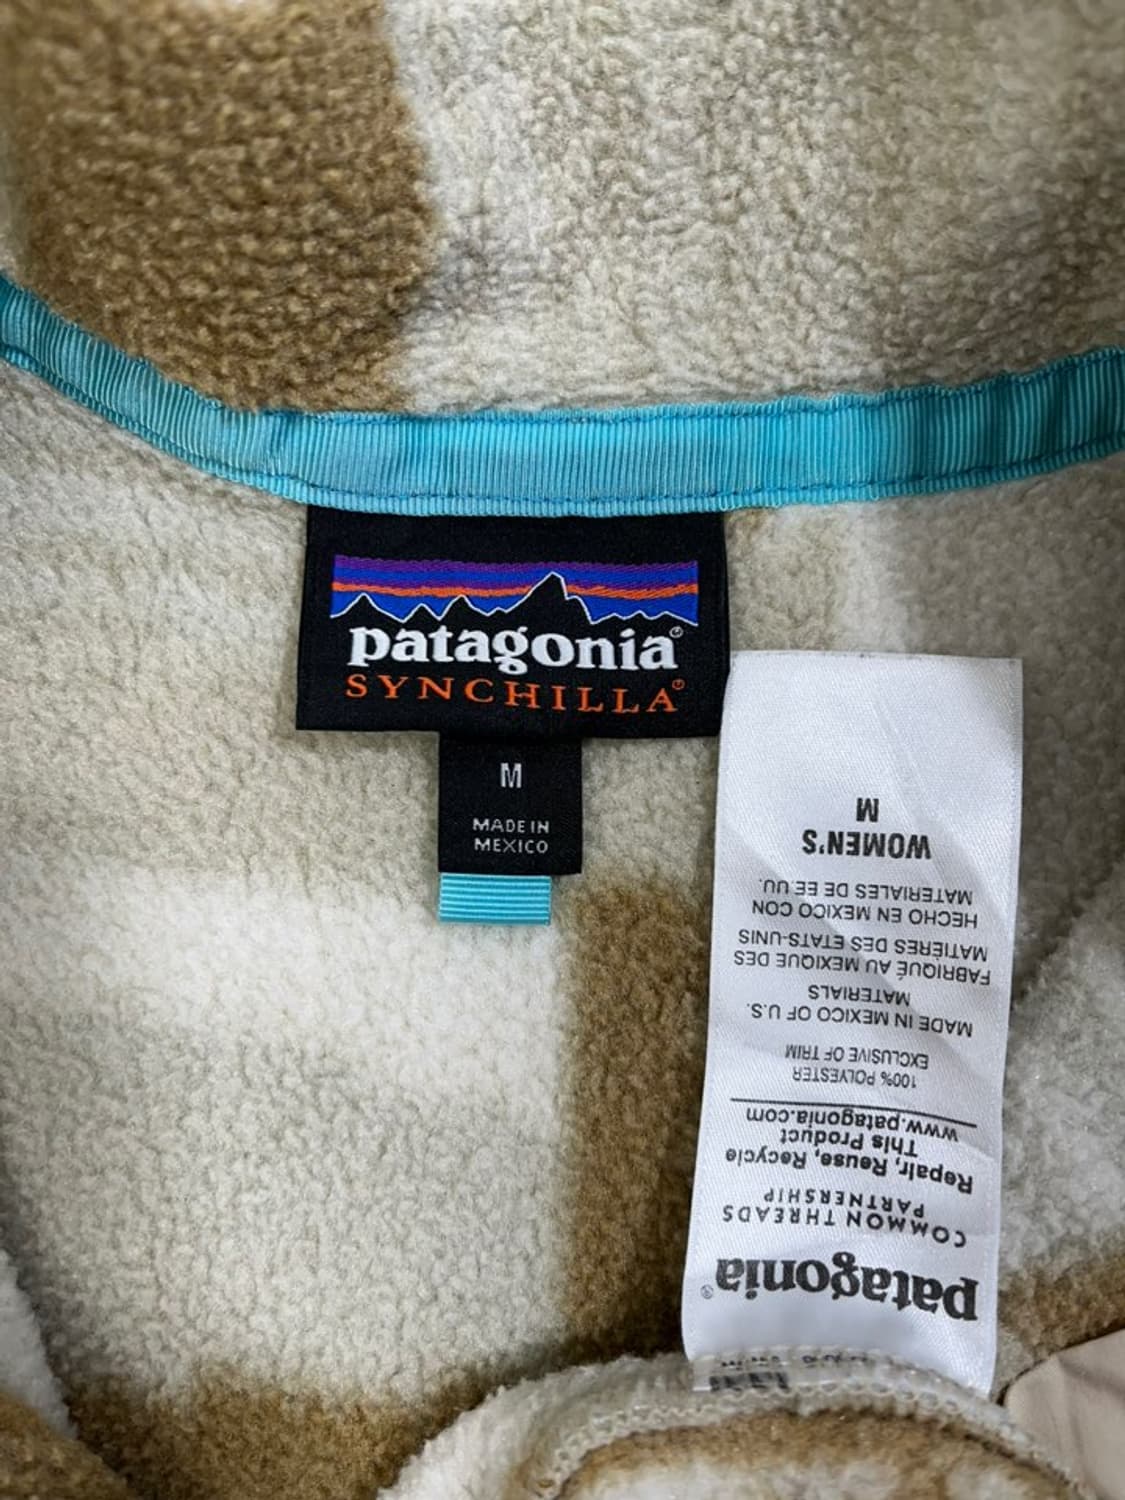 patagonia®
SYNCHILLA®
M
MADE IN
MEXICO
patagonia®
COMMON THREADS
PARTNERSHIP
Repair, Reuse, Recycle
This Product
www.patagonia.com
100% POLYESTER
EXCLUSIVE OF TRIM
MADE IN MEXICO OF U.S.
MATERIALS
FABRIQUÉ AU MEXIQUE DES
MATIÈRES DES ÉTATS-UNIS
HECHO EN MEXICO CON
MATERIALES DE EE.UU.
WOMEN'S
M